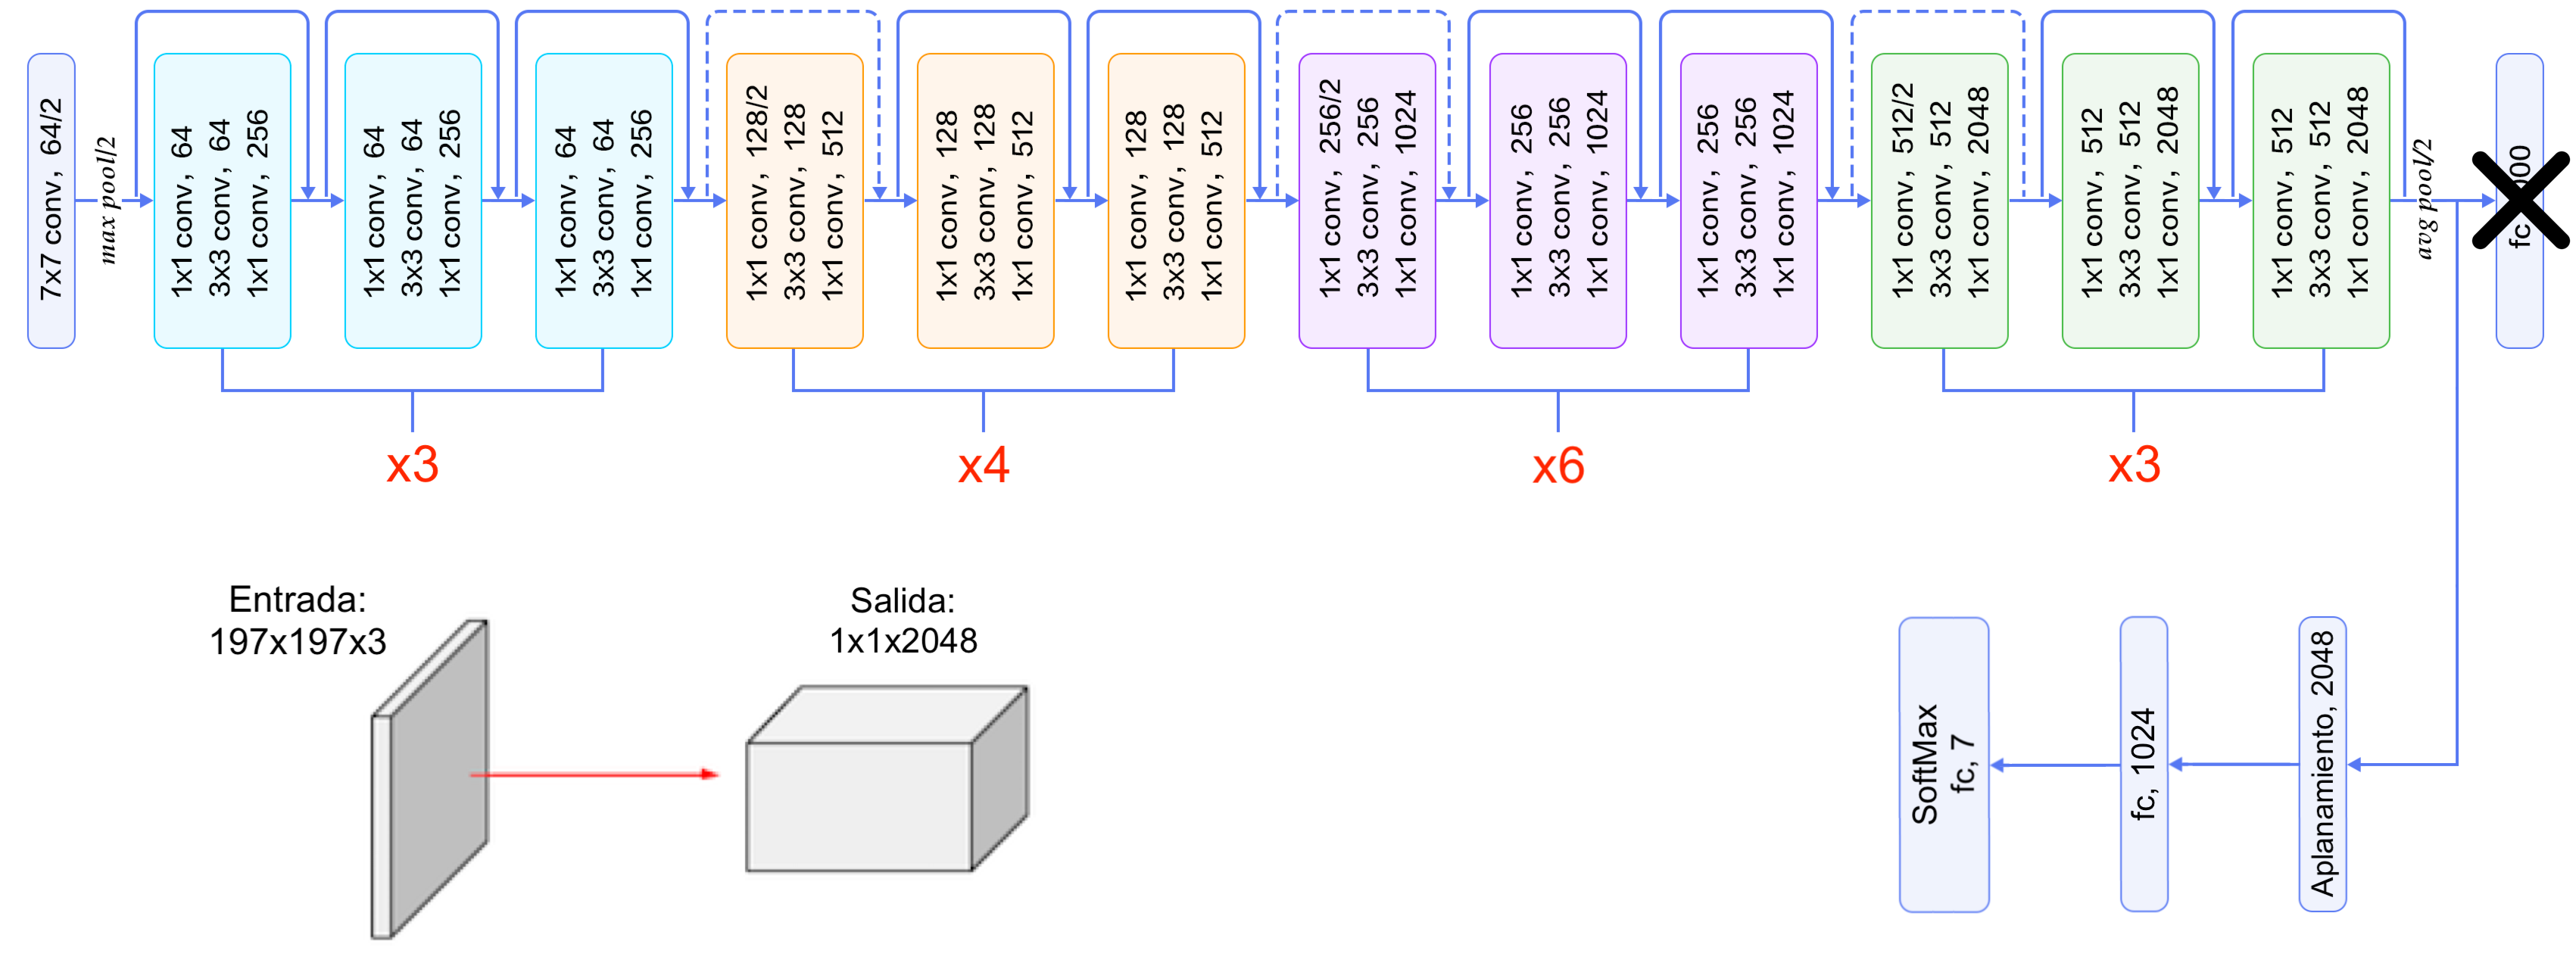 7x7 conv, 64/2
max pool/2
1x1 conv, 64
3x3 conv, 64
1x1 conv, 256
1x1 conv, 64
3x3 conv, 64
1x1 conv, 256
1x1 conv, 64
3x3 conv, 64
1x1 conv, 256
1x1 conv, 128/2
3x3 conv, 128
1x1 conv, 512
1x1 conv, 128
3x3 conv, 128
1x1 conv, 512
1x1 conv, 128
3x3 conv, 128
1x1 conv, 512
1x1 conv, 256/2
3x3 conv, 256
1x1 conv, 1024
1x1 conv, 256
3x3 conv, 256
1x1 conv, 1024
1x1 conv, 256
3x3 conv, 256
1x1 conv, 1024
1x1 conv, 512/2
3x3 conv, 512
1x1 conv, 2048
1x1 conv, 512
3x3 conv, 512
1x1 conv, 2048
1x1 conv, 512
3x3 conv, 512
1x1 conv, 2048
avg pool/2
fc
x3
x4
x6
x3
Entrada:
197x197x3
Salida:
1x1x2048
SoftMax
fc, 7
fc, 1024
Aplanamiento, 2048